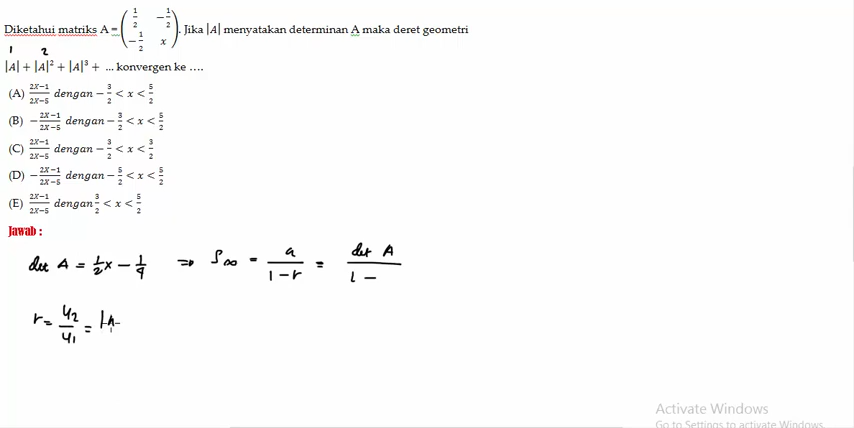 Diketahui matriks A = ( 1/2 -1/2 ; -1/2 x ). Jika |A| menyatakan determinan A maka deret geometri
1 2
|A| + |A|² + |A|³ + ... konvergen ke ....
(A) (2X−1)/(2X−5) dengan −3/2 < x < 5/2
(B) −(2X−1)/(2X−5) dengan −3/2 < x < 5/2
(C) (2X−1)/(2X−5) dengan −3/2 < x < 3/2
(D) −(2X−1)/(2X−5) dengan −5/2 < x < 5/2
(E) (2X−1)/(2X−5) dengan 3/2 < x < 5/2
Jawab :
det A = 1/2 x − 1/4 ⇒ S∞ = a/(1−r) = det A/(1−
r = U2/U1 = |A
Activate Windows
Go to Settings to activate Windows.